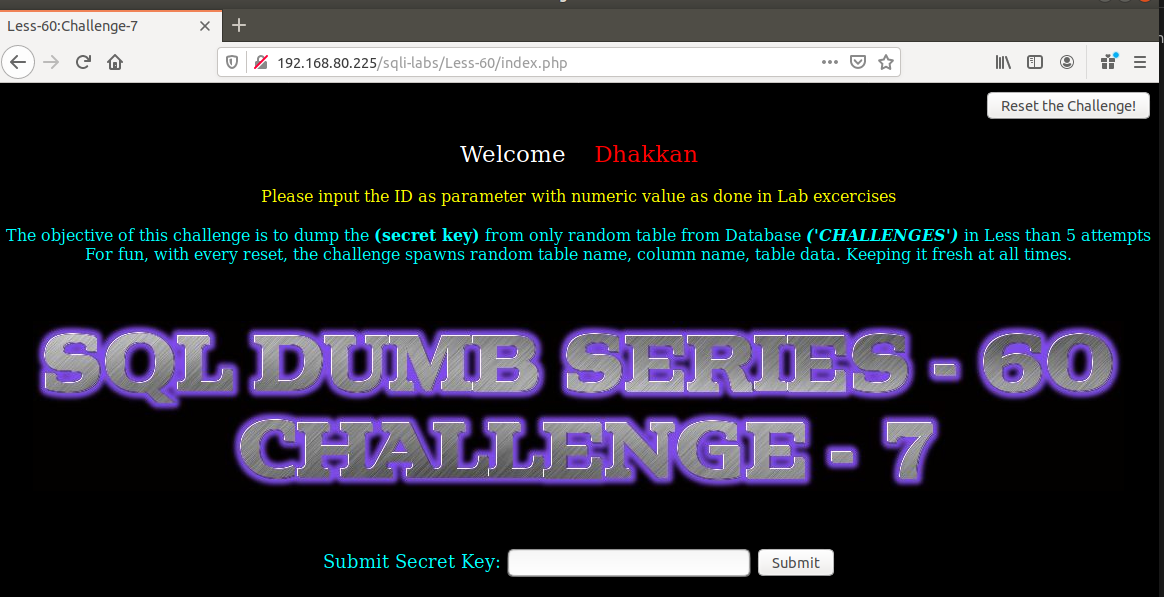 Less-60:Challenge-7
192.168.80.225/sqli-labs/Less-60/index.php
Reset the Challenge!
Welcome Dhakkan
Please input the ID as parameter with numeric value as done in Lab excercises
The objective of this challenge is to dump the (secret key) from only random table from Database ('CHALLENGES') in Less than 5 attempts
For fun, with every reset, the challenge spawns random table name, column name, table data. Keeping it fresh at all times.
SQL DUMB SERIES - 60
CHALLENGE - 7
Submit Secret Key: Submit